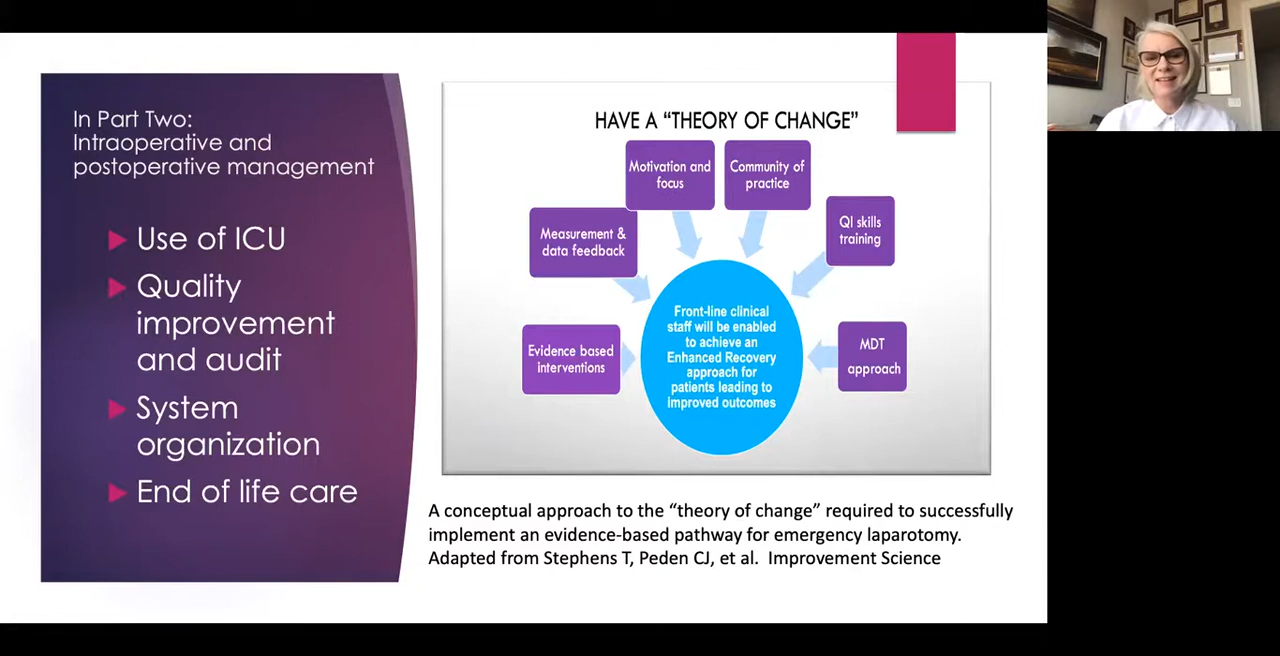 In Part Two:
Intraoperative and
postoperative management
Use of ICU
Quality
improvement
and audit
System
organization
End of life care
HAVE A “THEORY OF CHANGE”
Motivation and
focus
Community of
practice
Measurement &
data feedback
QI skills
training
Evidence based
interventions
MDT
approach
Front-line clinical
staff will be enabled
to achieve an
Enhanced Recovery
approach for
patients leading to
improved outcomes
A conceptual approach to the “theory of change” required to successfully
implement an evidence-based pathway for emergency laparotomy.
Adapted from Stephens T, Peden CJ, et al.  Improvement Science